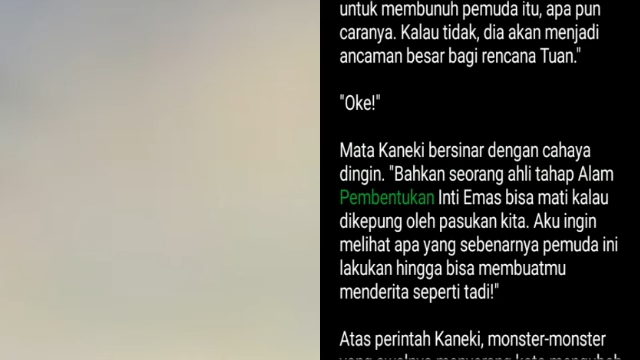 untuk membunuh pemuda itu, apa pun
caranya. Kalau tidak, dia akan menjadi
ancaman besar bagi rencana Tuan."
"Oke!"
Mata Kaneki bersinar dengan cahaya
dingin. "Bahkan seorang ahli tahap Alam
Pembentukan Inti Emas bisa mati kalau
dikepung oleh pasukan kita. Aku ingin
melihat apa yang sebenarnya pemuda ini
lakukan hingga bisa membuatmu
menderita seperti tadi!"
Atas perintah Kaneki, monster-monster